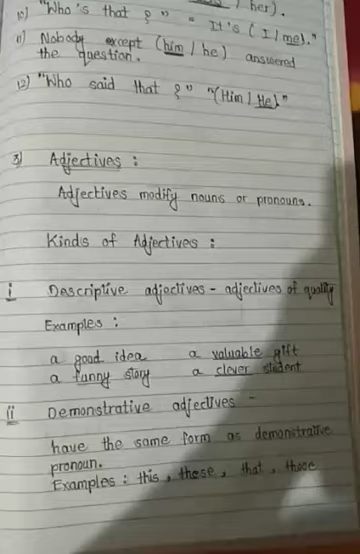 / her).
10) "Who's that ? " " It's ( I / me)."
11) Nobody except (him / he) answered
the question.
12) "Who said that ? " "(Him / He)"
3) Adjectives :
Adjectives modify nouns or pronouns.
Kinds of Adjectives :
i Descriptive adjectives - adjectives of quality
Examples :
a good idea a valuable gift
a funny story a clever student
ii Demonstrative adjectives -
have the same form as demonstrative
pronoun.
Examples : this , these , that , those